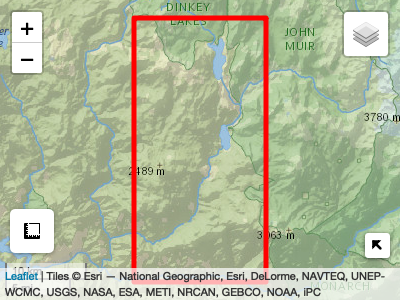 DINKEY
LAKES
+
−
JOHN
MUIR
3780 m
2489 m
3063 m
MONARCH
Leaflet | Tiles © Esri — National Geographic, Esri, DeLorme, NAVTEQ, UNEP-
WCMC, USGS, NASA, ESA, METI, NRCAN, GEBCO, NOAA, iPC